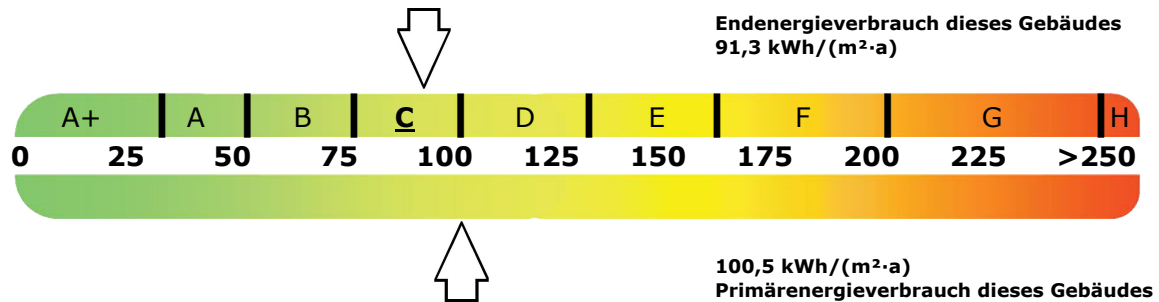 Endenergieverbrauch dieses Gebäudes
91,3 kWh/(m²·a)
A+ A B C D E F G H
0 25 50 75 100 125 150 175 200 225 >250
100,5 kWh/(m²·a)
Primärenergieverbrauch dieses Gebäudes